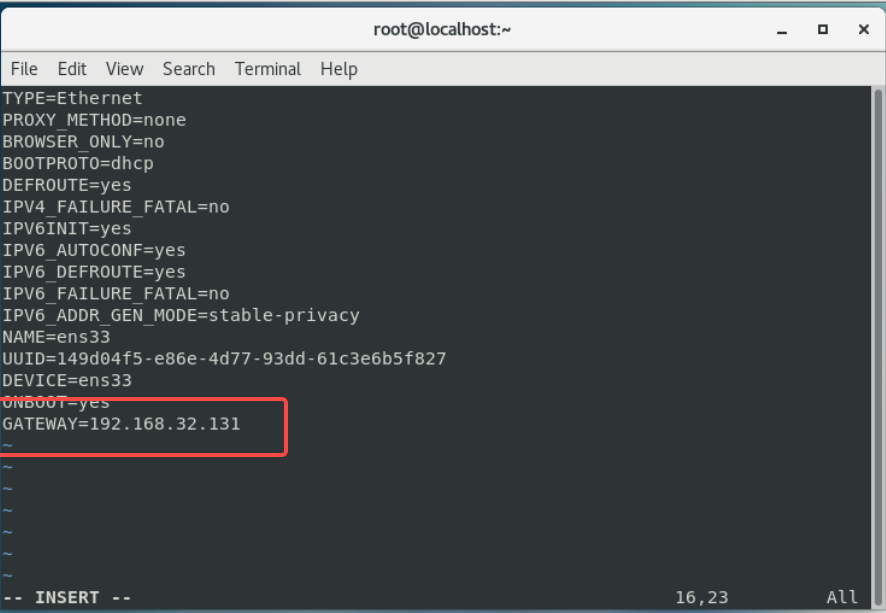 root@localhost:~
File Edit View Search Terminal Help
TYPE=Ethernet
PROXY_METHOD=none
BROWSER_ONLY=no
BOOTPROTO=dhcp
DEFROUTE=yes
IPV4_FAILURE_FATAL=no
IPV6INIT=yes
IPV6_AUTOCONF=yes
IPV6_DEFROUTE=yes
IPV6_FAILURE_FATAL=no
IPV6_ADDR_GEN_MODE=stable-privacy
NAME=ens33
UUID=149d04f5-e86e-4d77-93dd-61c3e6b5f827
DEVICE=ens33
ONBOOT=yes
GATEWAY=192.168.32.131
~
~
~
~
~
~
~
-- INSERT -- 16,23 All